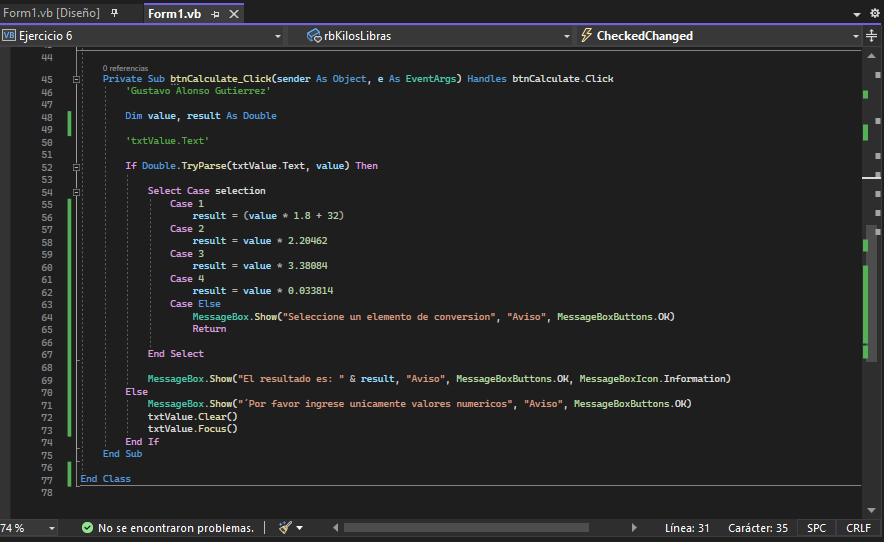 Form1.vb [Diseño]
Form1.vb
VB Ejercicio 6
rbKilosLibras
CheckedChanged
44
0 referencias
45 Private Sub btnCalculate_Click(sender As Object, e As EventArgs) Handles btnCalculate.Click
46 'Gustavo Alonso Gutierrez'
47
48 Dim value, result As Double
49
50 'txtValue.Text'
51
52 If Double.TryParse(txtValue.Text, value) Then
53
54 Select Case selection
55 Case 1
56 result = (value * 1.8 + 32)
57 Case 2
58 result = value * 2.20462
59 Case 3
60 result = value * 3.38084
61 Case 4
62 result = value * 0.033814
63 Case Else
64 MessageBox.Show("Seleccione un elemento de conversion", "Aviso", MessageBoxButtons.OK)
65 Return
66
67 End Select
68
69 MessageBox.Show("El resultado es: " & result, "Aviso", MessageBoxButtons.OK, MessageBoxIcon.Information)
70 Else
71 MessageBox.Show("´Por favor ingrese unicamente valores numericos", "Aviso", MessageBoxButtons.OK)
72 txtValue.Clear()
73 txtValue.Focus()
74 End If
75 End Sub
76
77 End Class
78
74 %
No se encontraron problemas.
Línea: 31
Carácter: 35
SPC
CRLF